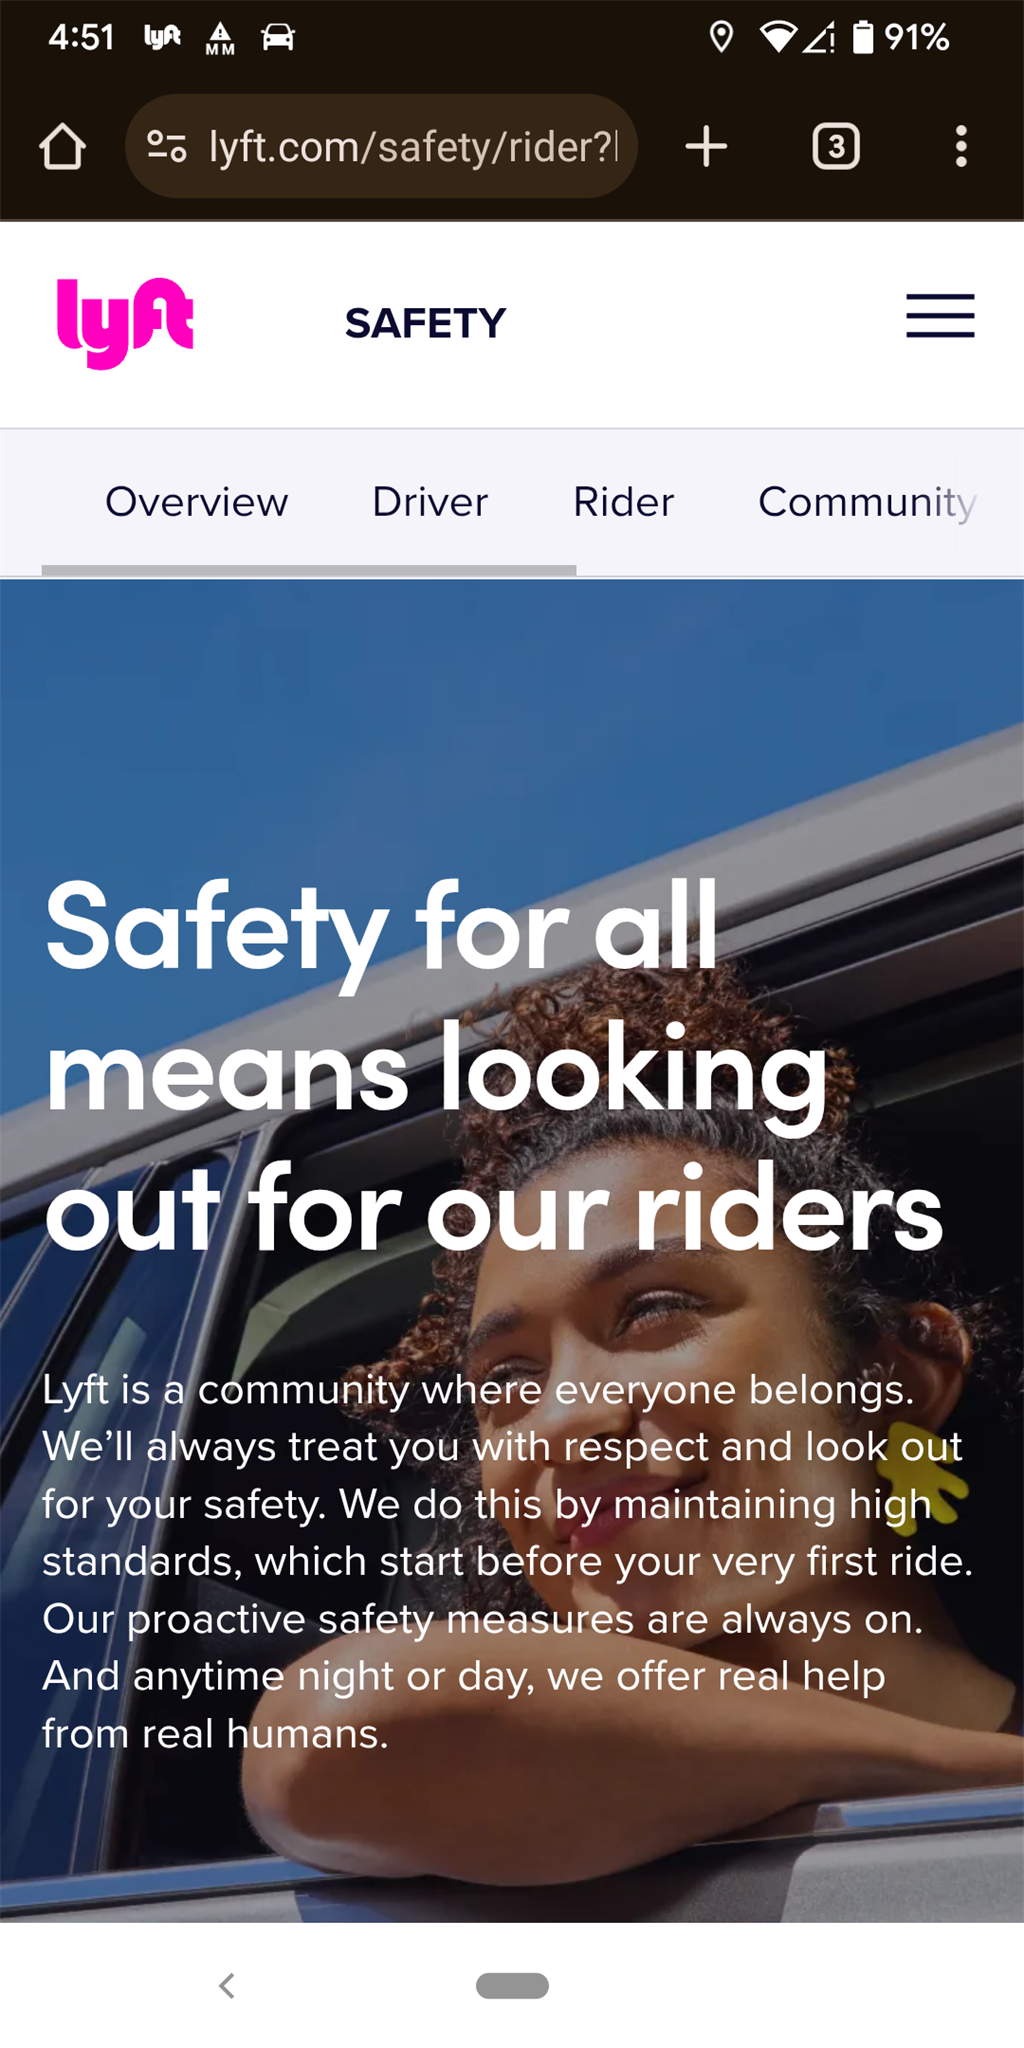 4:51 lyft MM 91%
lyft.com/safety/rider? 3
lyft SAFETY
Overview Driver Rider Community
Safety for all
means looking
out for our riders
Lyft is a community where everyone belongs.
We’ll always treat you with respect and look out
for your safety. We do this by maintaining high
standards, which start before your very first ride.
Our proactive safety measures are always on.
And anytime night or day, we offer real help
from real humans.